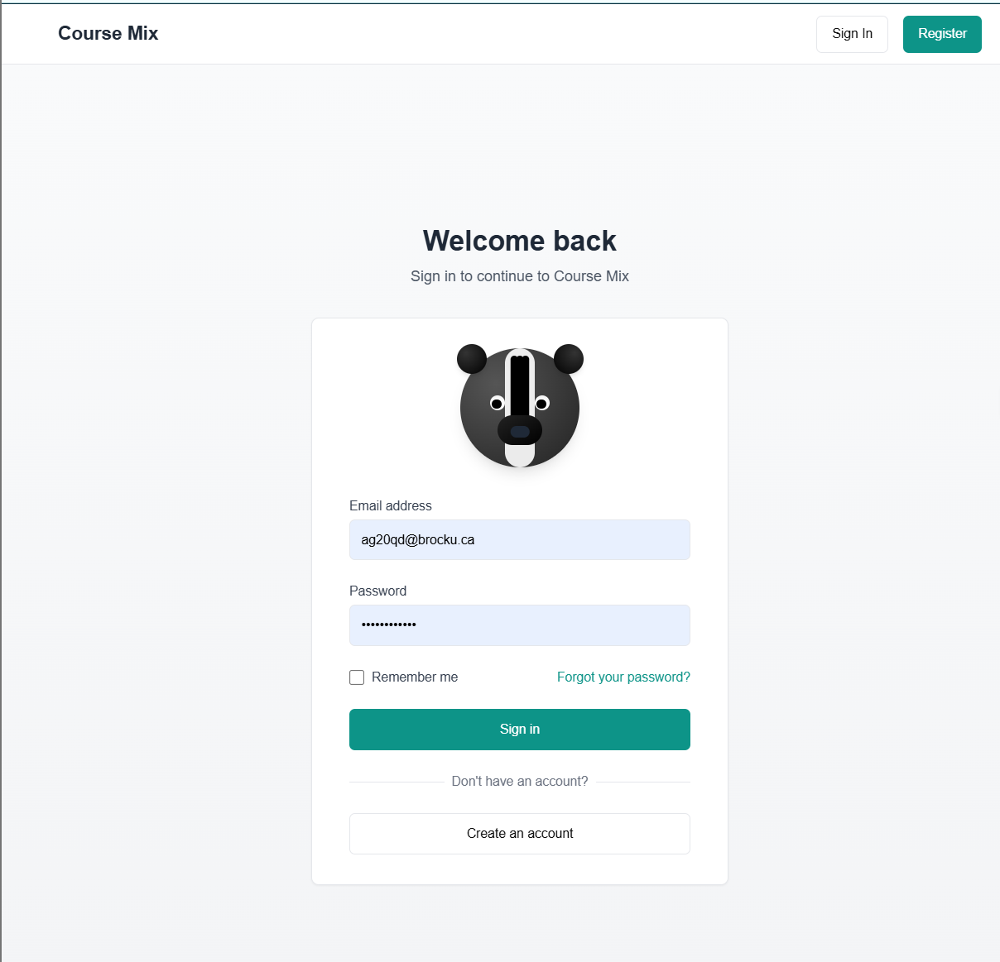 Course Mix
Sign In
Register
Welcome back
Sign in to continue to Course Mix
Email address
ag20qd@brocku.ca
Password
••••••••••••
Remember me
Forgot your password?
Sign in
Don't have an account?
Create an account